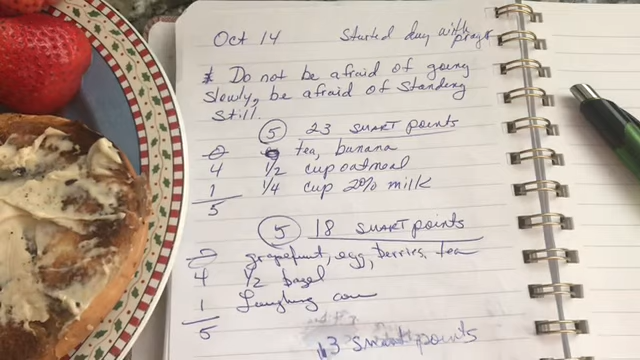 Oct 14 Started day with prayer
* Do not be afraid of going
slowly, be afraid of standing
still.
5 23 SMART POINTS
0 tea, banana
4 1/2 cup oatmeal
1 1/4 cup 20% milk
5
5 18 SMART POINTS
0 grapefruit, egg, berries, tea
4 1/2 bagel
1 Laughing cow
5
13 smart points